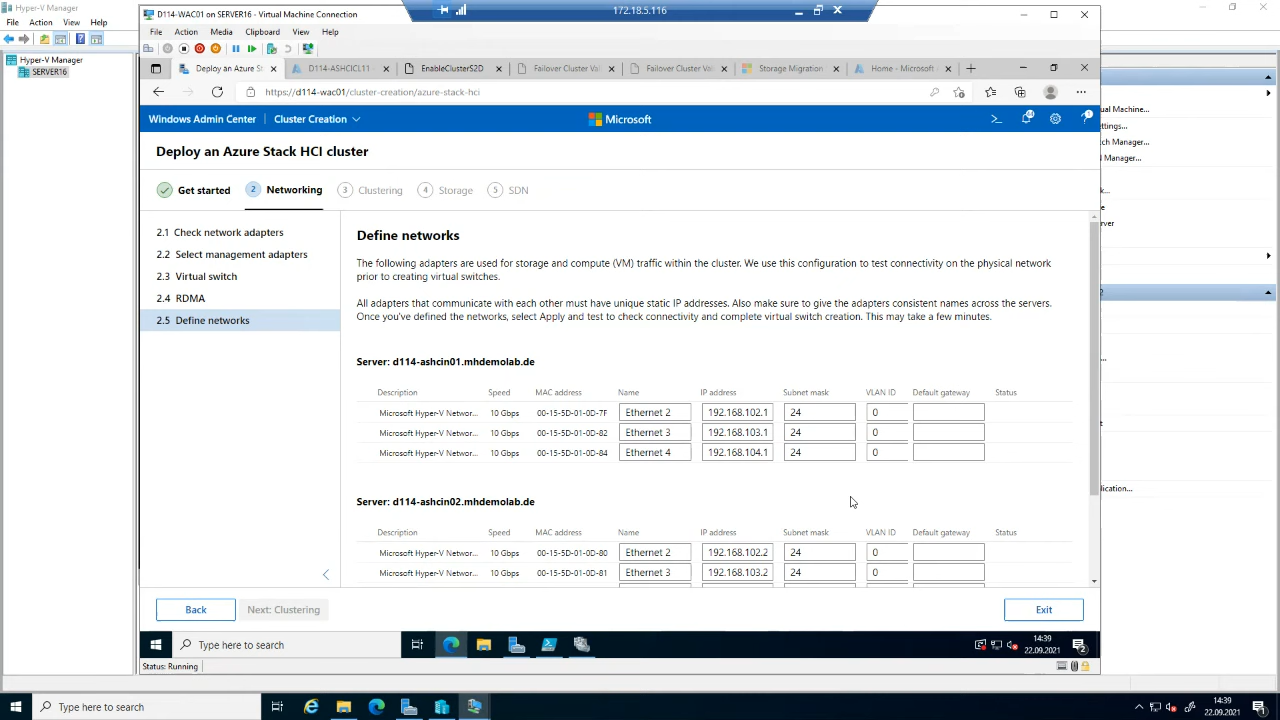 Hyper-V Manager
File Action View Help
Hyper-V Manager
SERVER16
172.18.5.116
D114-WAC01 on SERVER16 - Virtual Machine Connection
File Action Media Clipboard View Help
Deploy an Azure S
D114-ASHCICL11
EnableClusterS2D
Failover Cluster Val
Failover Cluster Val
Storage Migration
Home - Microsoft
https://d114-wac01/cluster-creation/azure-stack-hci
Windows Admin Center
Cluster Creation
Microsoft
Deploy an Azure Stack HCI cluster
Get started
2 Networking
3 Clustering
4 Storage
5 SDN
2.1 Check network adapters
2.2 Select management adapters
2.3 Virtual switch
2.4 RDMA
2.5 Define networks
Define networks
The following adapters are used for storage and compute (VM) traffic within the cluster. We use this configuration to test connectivity on the physical network
prior to creating virtual switches.
All adapters that communicate with each other must have unique static IP addresses. Also make sure to give the adapters consistent names across the servers.
Once you've defined the networks, select Apply and test to check connectivity and complete virtual switch creation. This may take a few minutes.
Server: d114-ashcin01.mhdemolab.de
Description Speed MAC address Name IP address Subnet mask VLAN ID Default gateway Status
Microsoft Hyper-V Networ... 10 Gbps 00-15-5D-01-0D-7F Ethernet 2 192.168.102.1 24 0
Microsoft Hyper-V Networ... 10 Gbps 00-15-5D-01-0D-82 Ethernet 3 192.168.103.1 24 0
Microsoft Hyper-V Networ... 10 Gbps 00-15-5D-01-0D-84 Ethernet 4 192.168.104.1 24 0
Server: d114-ashcin02.mhdemolab.de
Description Speed MAC address Name IP address Subnet mask VLAN ID Default gateway Status
Microsoft Hyper-V Networ... 10 Gbps 00-15-5D-01-0D-80 Ethernet 2 192.168.102.2 24 0
Microsoft Hyper-V Networ... 10 Gbps 00-15-5D-01-0D-81 Ethernet 3 192.168.103.2 24 0
Back
Next: Clustering
Exit
Type here to search
14:39
22.09.2021
2
Status: Running
ual Machine...
ettings...
tch Manager...
N Manager...
erver
lication...
Type here to search
14:39
22.09.2021
1